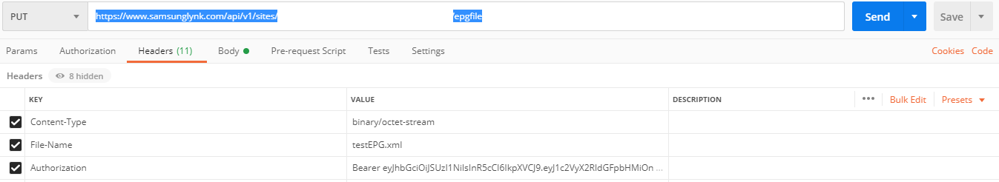 PUT https://www.samsunglynk.com/api/v1/sites/ /epgfile Send Save
Params Authorization Headers (11) Body Pre-request Script Tests Settings Cookies Code
Headers 8 hidden
KEY VALUE DESCRIPTION ••• Bulk Edit Presets
Content-Type binary/octet-stream
File-Name testEPG.xml
Authorization Bearer eyJhbGciOiJSUzI1NiIsInR5cCI6IkpXVCJ9.eyJ1c2VyX2RldGFpbHMiOn ...